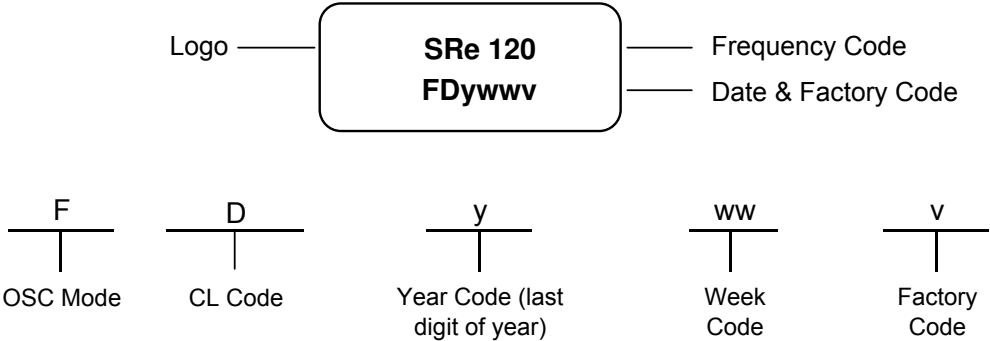 Logo
SRe 120
Frequency Code
FDywwv
Date & Factory Code
F
D
y
ww
v
OSC Mode
CL Code
Year Code (last
digit of year)
Week
Code
Factory
Code